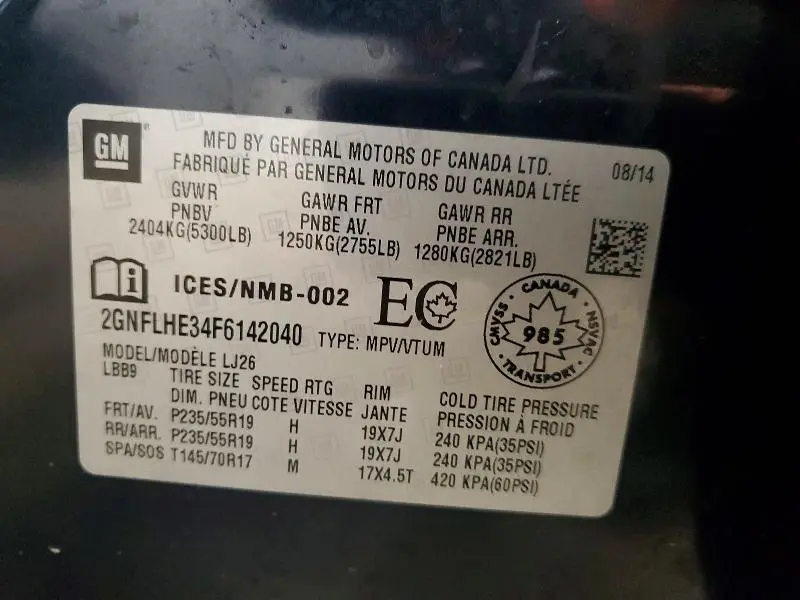 GM
MFD BY GENERAL MOTORS OF CANADA LTD.
08/14
FABRIQUÉ PAR GENERAL MOTORS DU CANADA LTÉE
GVWR GAWR FRT GAWR RR
PNBV PNBE AV. PNBE ARR.
2404KG(5300LB) 1250KG(2755LB) 1280KG(2821LB)
ICES/NMB-002
EC
CANADA
CMVSS
NSVAC
985
TRANSPORT
2GNFLHE34F6142040 TYPE: MPV/VTUM
MODEL/MODÈLE LJ26
LBB9 TIRE SIZE SPEED RTG RIM COLD TIRE PRESSURE
DIM. PNEU COTE VITESSE JANTE PRESSION À FROID
FRT/AV. P235/55R19 H 19X7J 240 KPA(35PSI)
RR/ARR. P235/55R19 H 19X7J 240 KPA(35PSI)
SPA/SOS T145/70R17 M 17X4.5T 420 KPA(60PSI)